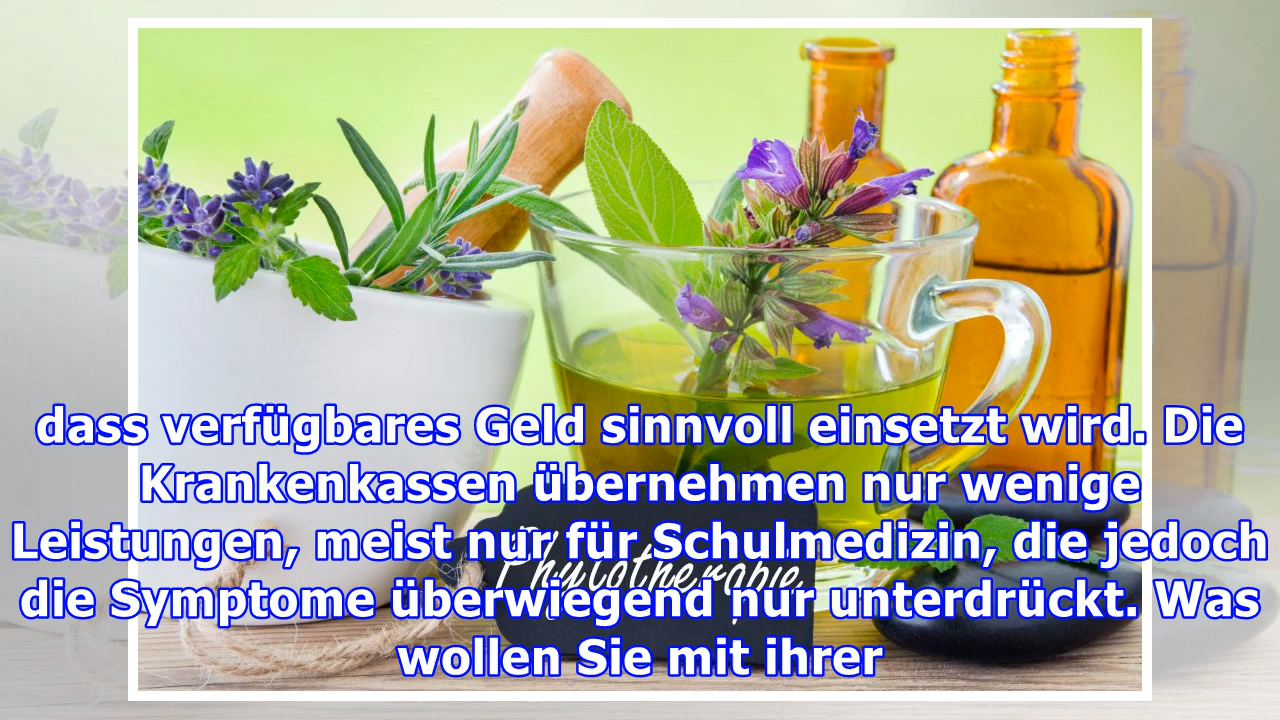 dass verfügbares Geld sinnvoll einsetzt wird. Die
Krankenkassen übernehmen nur wenige
Leistungen, meist nur für Schulmedizin, die jedoch
Phytotherapie
die Symptome überwiegend nur unterdrückt. Was
wollen Sie mit ihrer